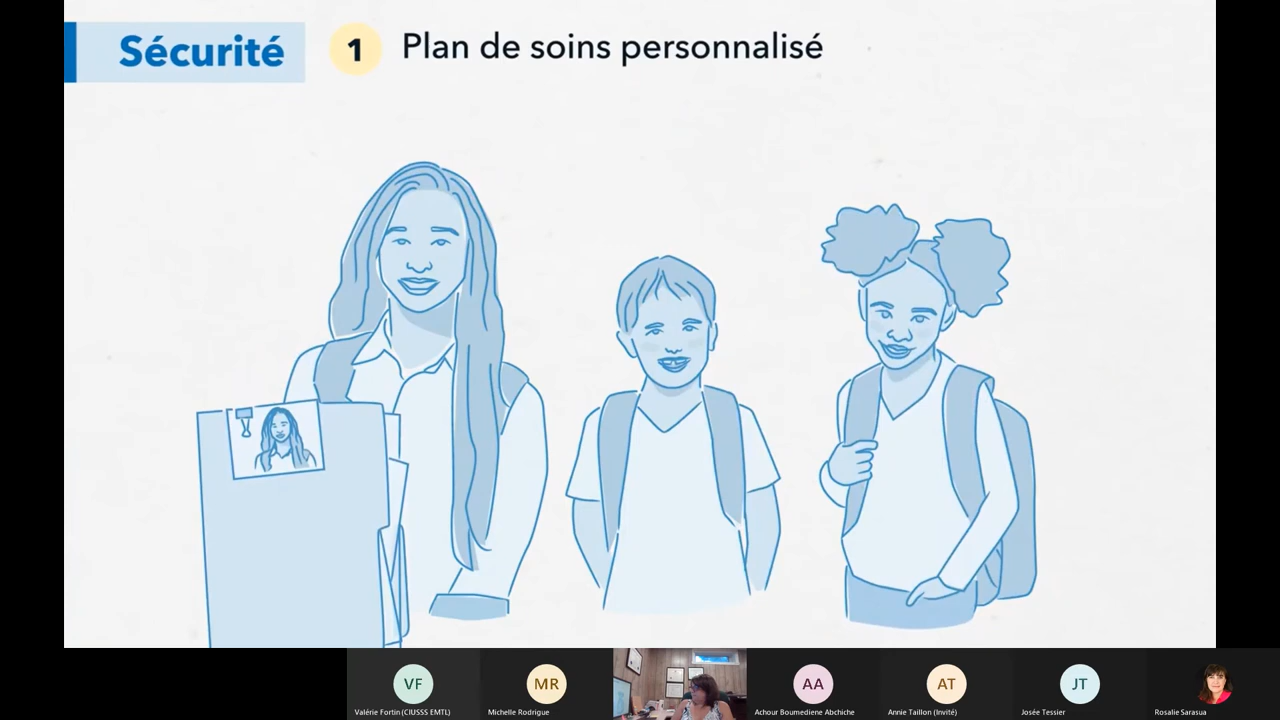 Sécurité
1
Plan de soins personnalisé
VF
MR
AA
AT
JT
Valérie Fortin (CIUSSS EMTL)
Michelle Rodrigue
Achour Boumediene Abchiche
Annie Taillon (Invité)
Josée Tessier
Rosalie Sarasua